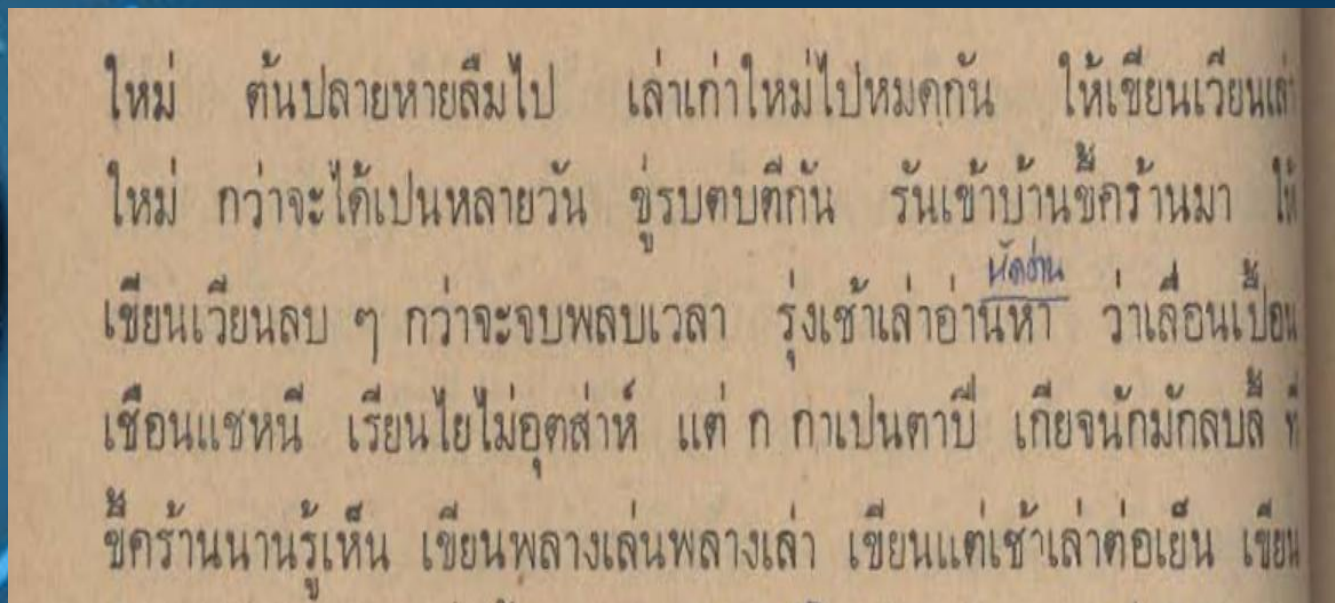 ใหม่ ต้นปลายหายลืมไป เล่าเก่าใหม่ไปหมดกัน ให้เขียนเวียนเล่า
ใหม่ กว่าจะได้เปนหลายวัน ขู่รบตบตีกัน รันเข้าบ้านขี้คร้านมา ให้
หัดอ่าน
เขียนเวียนลบ ๆ กว่าจะจบพลบเวลา รุ่งเช้าเล่าอ่านหา ว่าเลื่อนเปื้อน
เชือนแชหนี เรียนไยไม่อุตส่าห์ แต่ ก กาเปนตาปี เกียจนักมักลบลี้ ที่
ขี้คร้านนานรู้เห็น เขียนพลางเล่นพลางเล่า เขียนแต่เช้าเล่าต่อเย็น เขียน